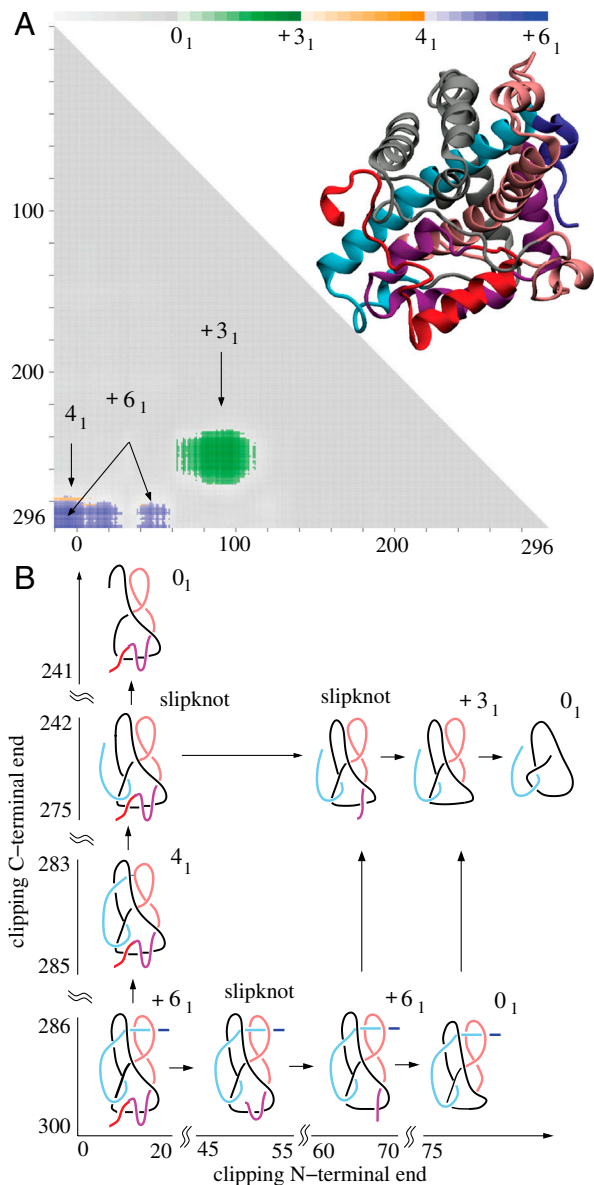 A
0₁ +3₁ 4₁ +6₁
100
+3₁
200
4₁ +6₁
296
0 100 200 296
B
0₁
241
slipknot
242
slipknot +3₁ 0₁
275
283
4₁
285
+6₁ slipknot +6₁ 0₁
286
300
0 20 45 55 60 70 75
clipping N–terminal end
clipping C–terminal end